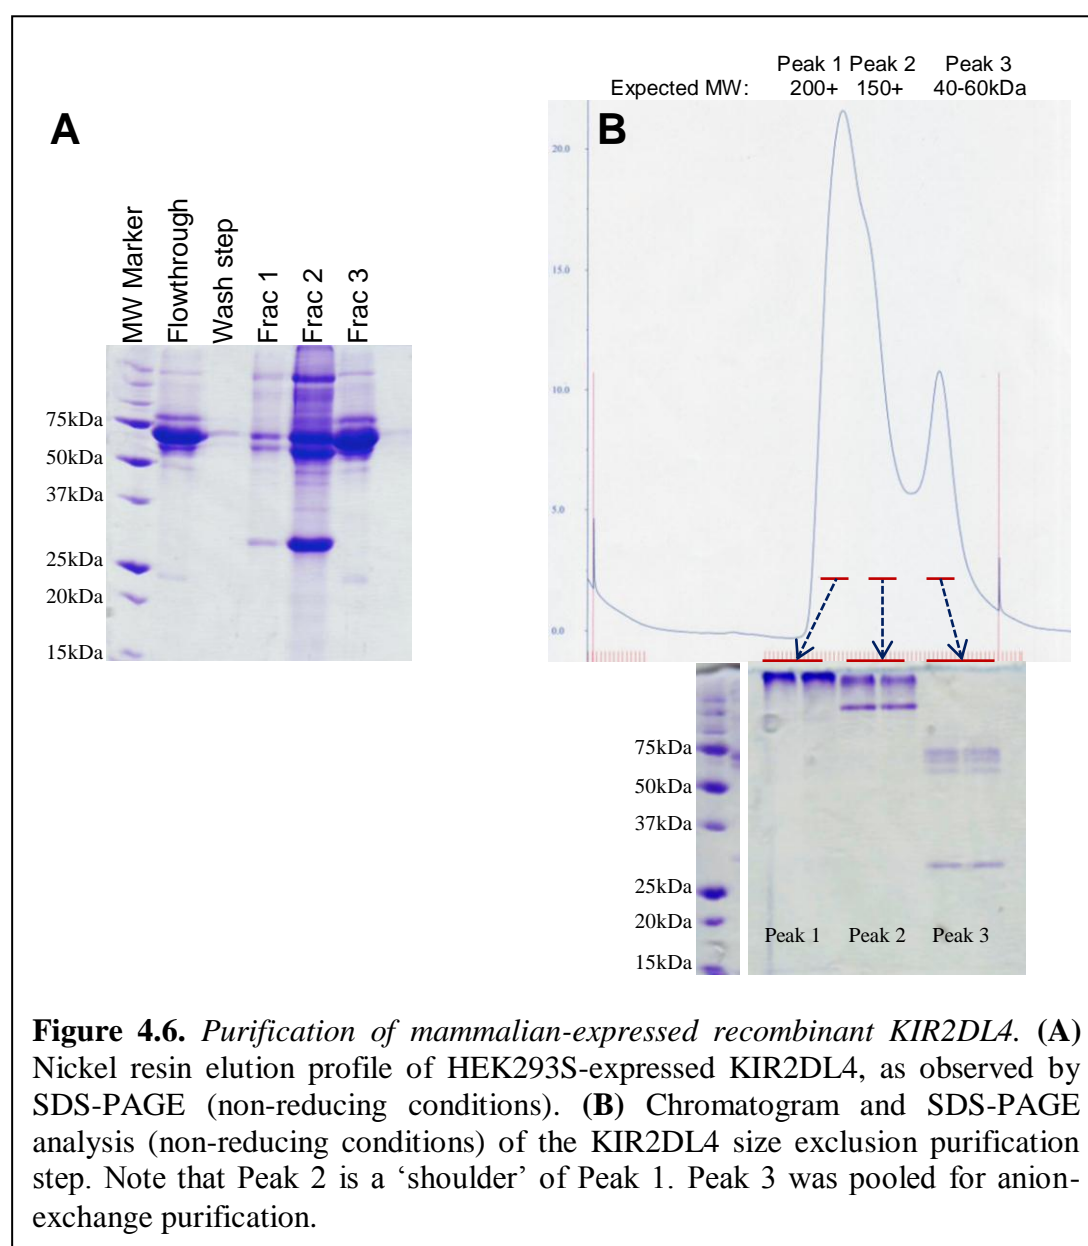 Peak 1 Peak 2 Peak 3
Expected MW: 200+ 150+ 40-60kDa
A
B
MW Marker
Flowthrough
Wash step
Frac 1
Frac 2
Frac 3
75kDa
50kDa
37kDa
25kDa
20kDa
15kDa
20.0
15.0
10.0
5.0
0.0
75kDa
50kDa
37kDa
25kDa
20kDa
15kDa
Peak 1 Peak 2 Peak 3
Figure 4.6. Purification of mammalian-expressed recombinant KIR2DL4. (A)
Nickel resin elution profile of HEK293S-expressed KIR2DL4, as observed by
SDS-PAGE (non-reducing conditions). (B) Chromatogram and SDS-PAGE
analysis (non-reducing conditions) of the KIR2DL4 size exclusion purification
step. Note that Peak 2 is a ‘shoulder’ of Peak 1. Peak 3 was pooled for anion-
exchange purification.